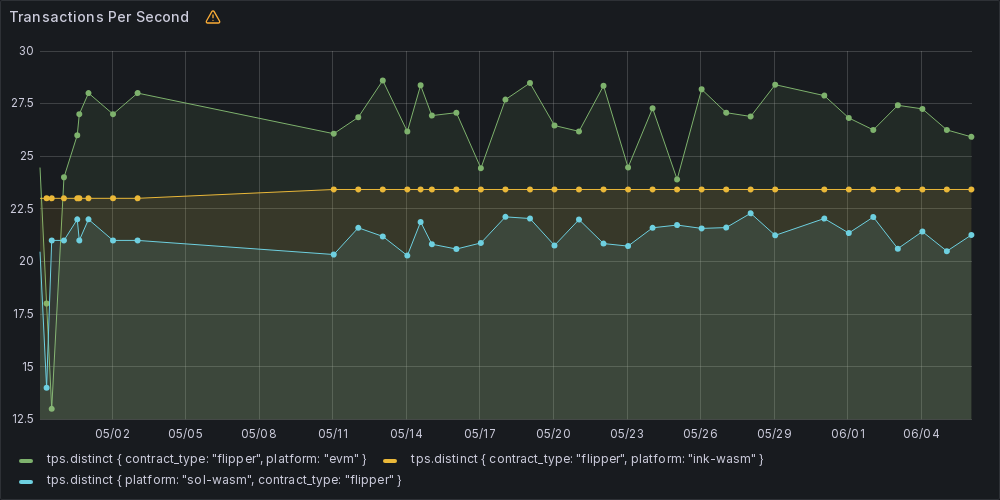 Transactions Per Second
30
27.5
25
22.5
20
17.5
15
12.5
05/02 05/05 05/08 05/11 05/14 05/17 05/20 05/23 05/26 05/29 06/01 06/04
tps.distinct { contract_type: "flipper", platform: "evm" } tps.distinct { contract_type: "flipper", platform: "ink-wasm" }
tps.distinct { platform: "sol-wasm", contract_type: "flipper" }